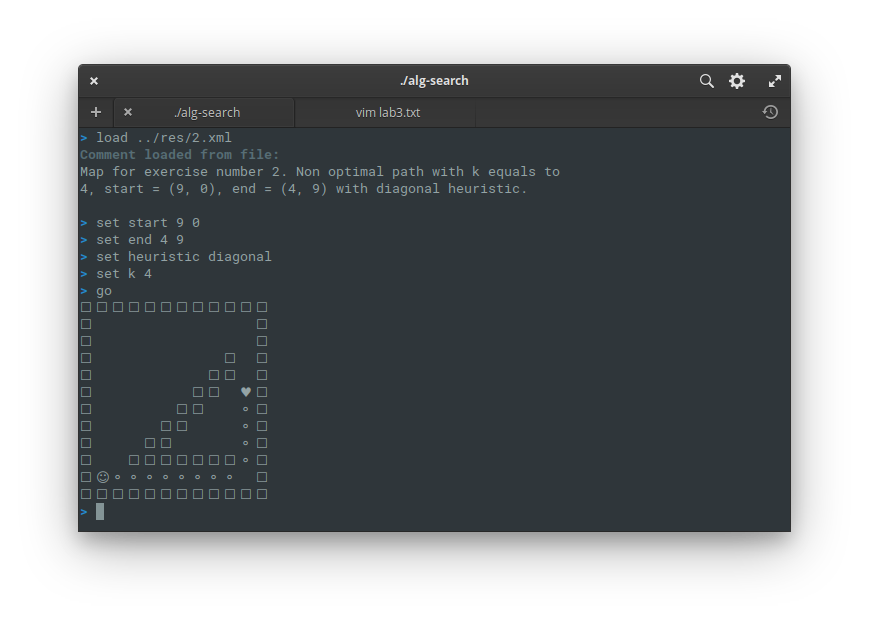 ./alg-search
./alg-search
vim lab3.txt
> load ../res/2.xml
Comment loaded from file:
Map for exercise number 2. Non optimal path with k equals to
4, start = (9, 0), end = (4, 9) with diagonal heuristic.
> set start 9 0
> set end 4 9
> set heuristic diagonal
> set k 4
> go
□ □ □ □ □ □ □ □ □ □ □ □
□                     □
□                     □
□                 □   □
□               □ □   □
□             □ □   ♥ □
□           □ □     ∘ □
□         □ □       ∘ □
□       □ □         ∘ □
□     □ □ □ □ □ □ □ ∘ □
□ ☺ ∘ ∘ ∘ ∘ ∘ ∘ ∘ ∘   □
□ □ □ □ □ □ □ □ □ □ □ □
>